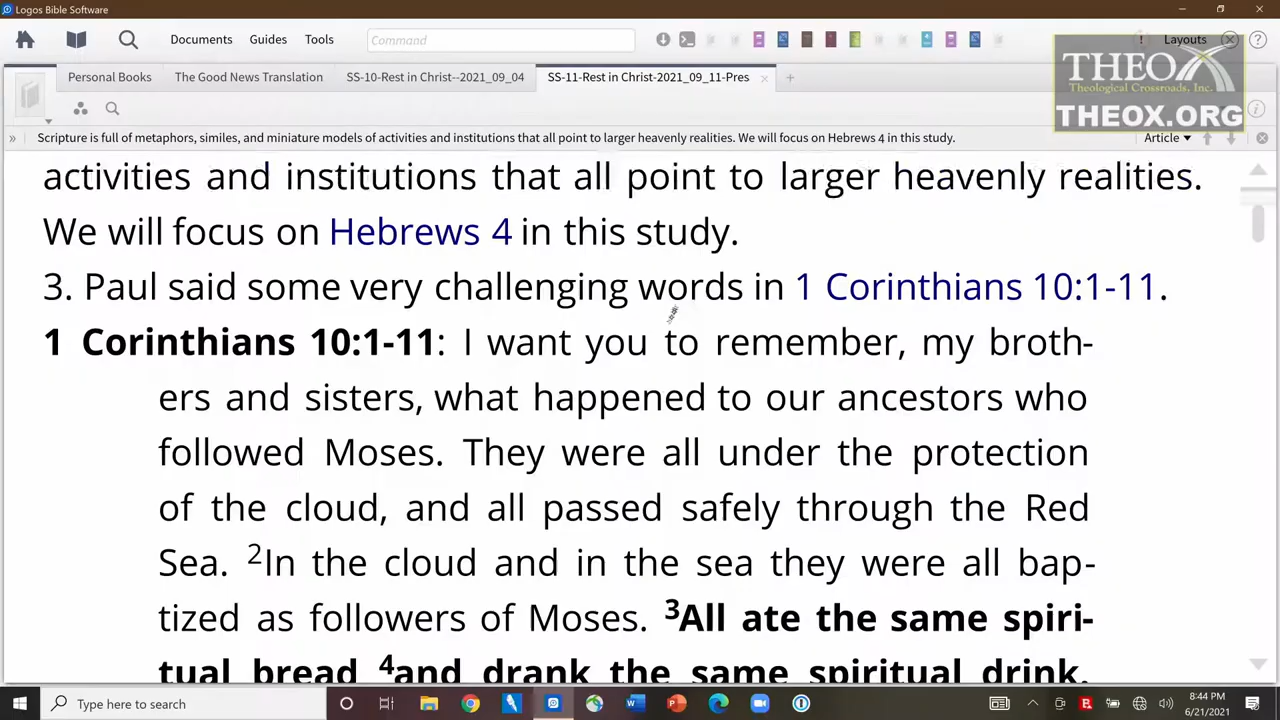 Logos Bible Software
Documents Guides Tools Command Layouts
Personal Books The Good News Translation SS-10-Rest in Christ--2021_09_04 SS-11-Rest in Christ-2021_09_11-Pres
THEOX
Theological Crossroads, Inc.
THEOX.ORG
Scripture is full of metaphors, similes, and miniature models of activities and institutions that all point to larger heavenly realities. We will focus on Hebrews 4 in this study. Article
activities and institutions that all point to larger heavenly realities.
We will focus on Hebrews 4 in this study.
3. Paul said some very challenging words in 1 Corinthians 10:1-11.
1 Corinthians 10:1-11: I want you to remember, my broth-
ers and sisters, what happened to our ancestors who
followed Moses. They were all under the protection
of the cloud, and all passed safely through the Red
Sea. 2In the cloud and in the sea they were all bap-
tized as followers of Moses. 3All ate the same spiri-
tual bread 4and drank the same spiritual drink.
Type here to search
8:44 PM
6/21/2021